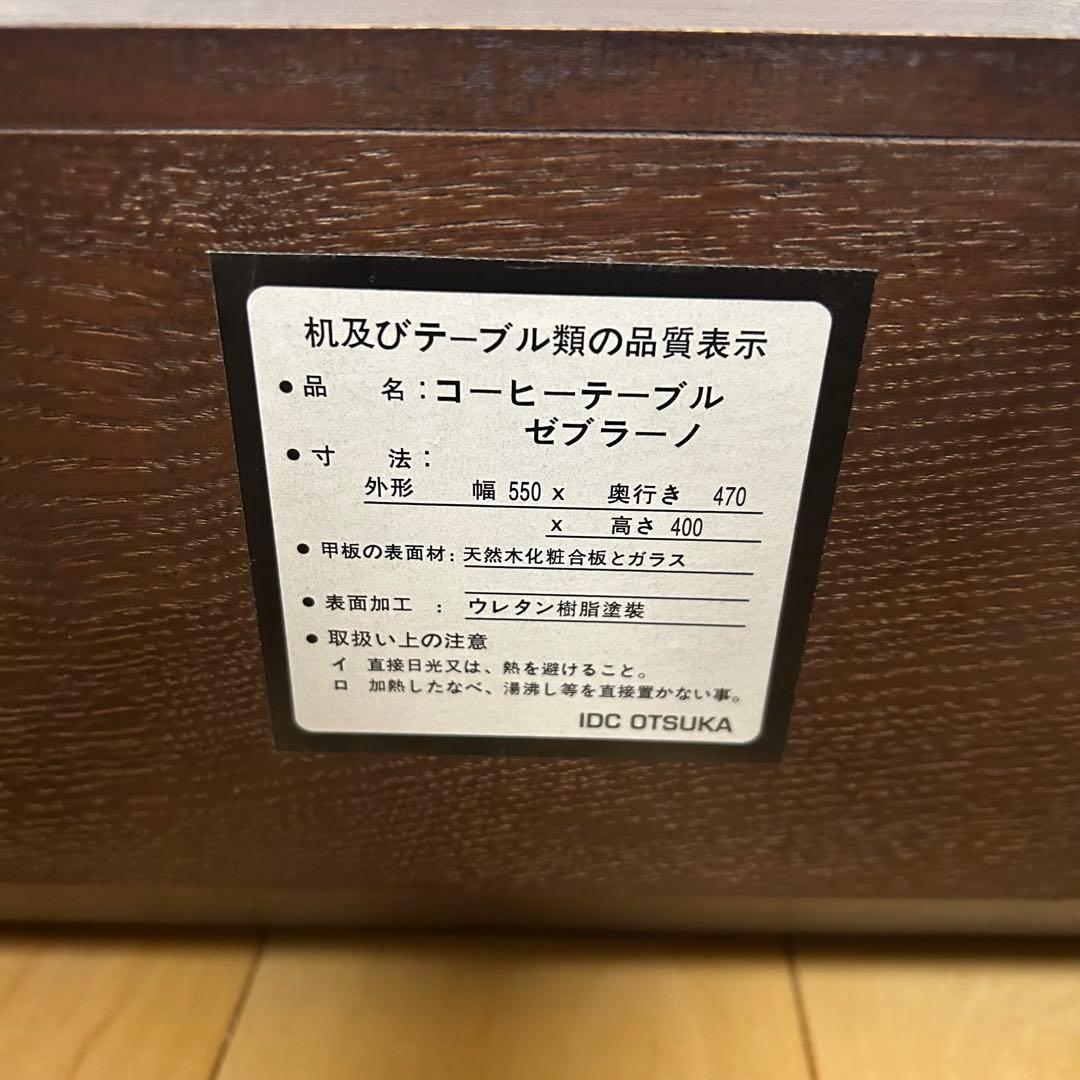 机及びテーブル類の品質表示
●品 名：コーヒーテーブル
ゼブラーノ
●寸 法：
外形 幅 550 x 奥行き 470
x 高さ 400
●甲板の表面材：天然木化粧合板とガラス
●表面加工 ：ウレタン樹脂塗装
●取扱い上の注意
イ 直接日光又は、熱を避けること。
ロ 加熱したなべ、湯沸し等を直接置かない事。
IDC OTSUKA